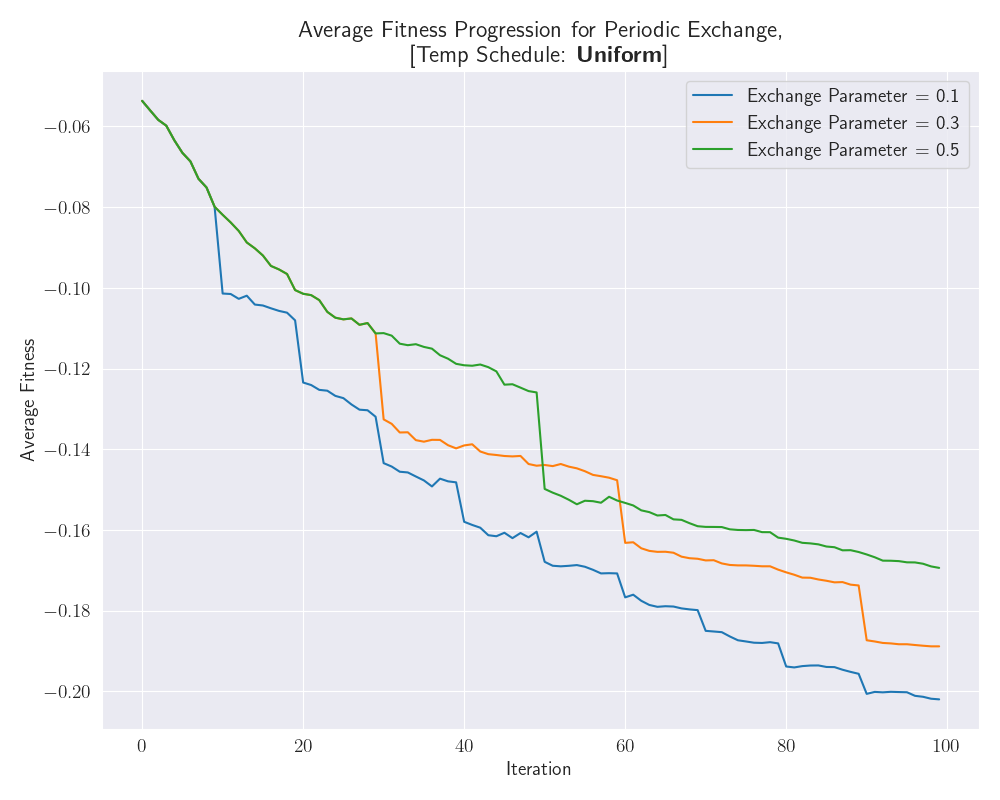 Average Fitness Progression for Periodic Exchange,
[Temp Schedule: Uniform]
Exchange Parameter = 0.1
Exchange Parameter = 0.3
Exchange Parameter = 0.5
Average Fitness
−0.06
−0.08
−0.10
−0.12
−0.14
−0.16
−0.18
−0.20
0 20 40 60 80 100
Iteration